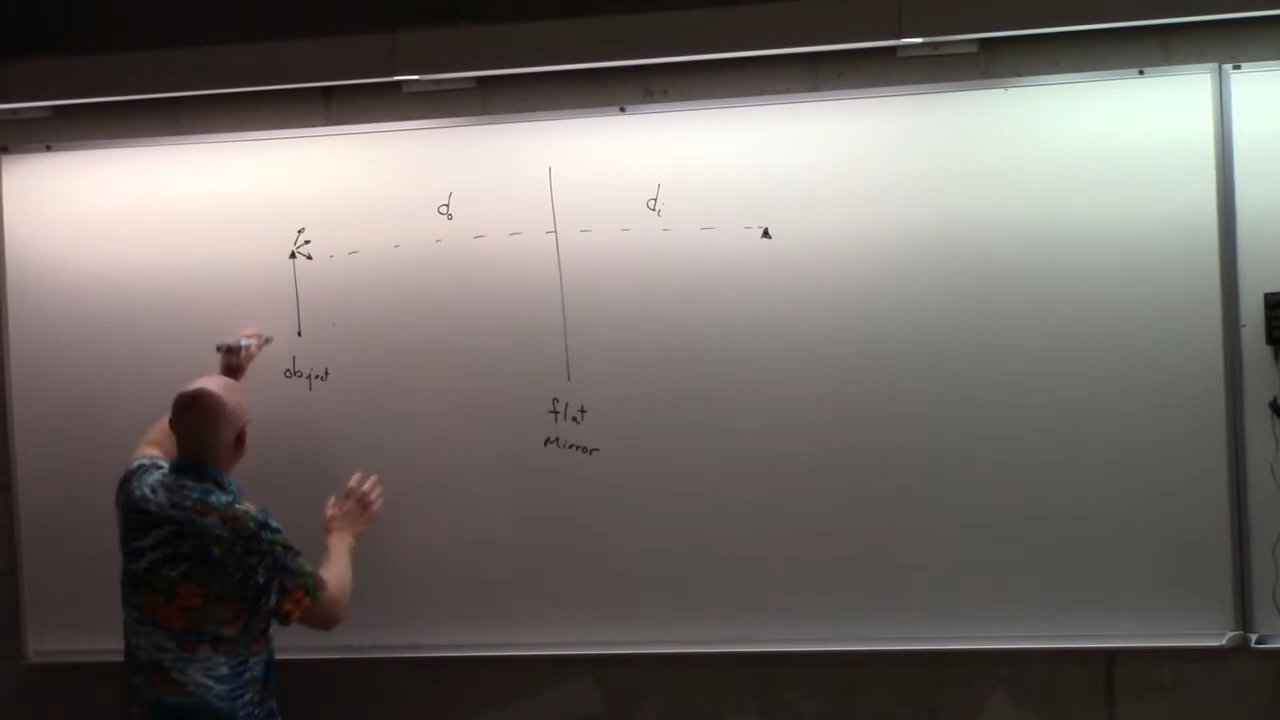 d₀ dᵢ
object
flat
Mirror